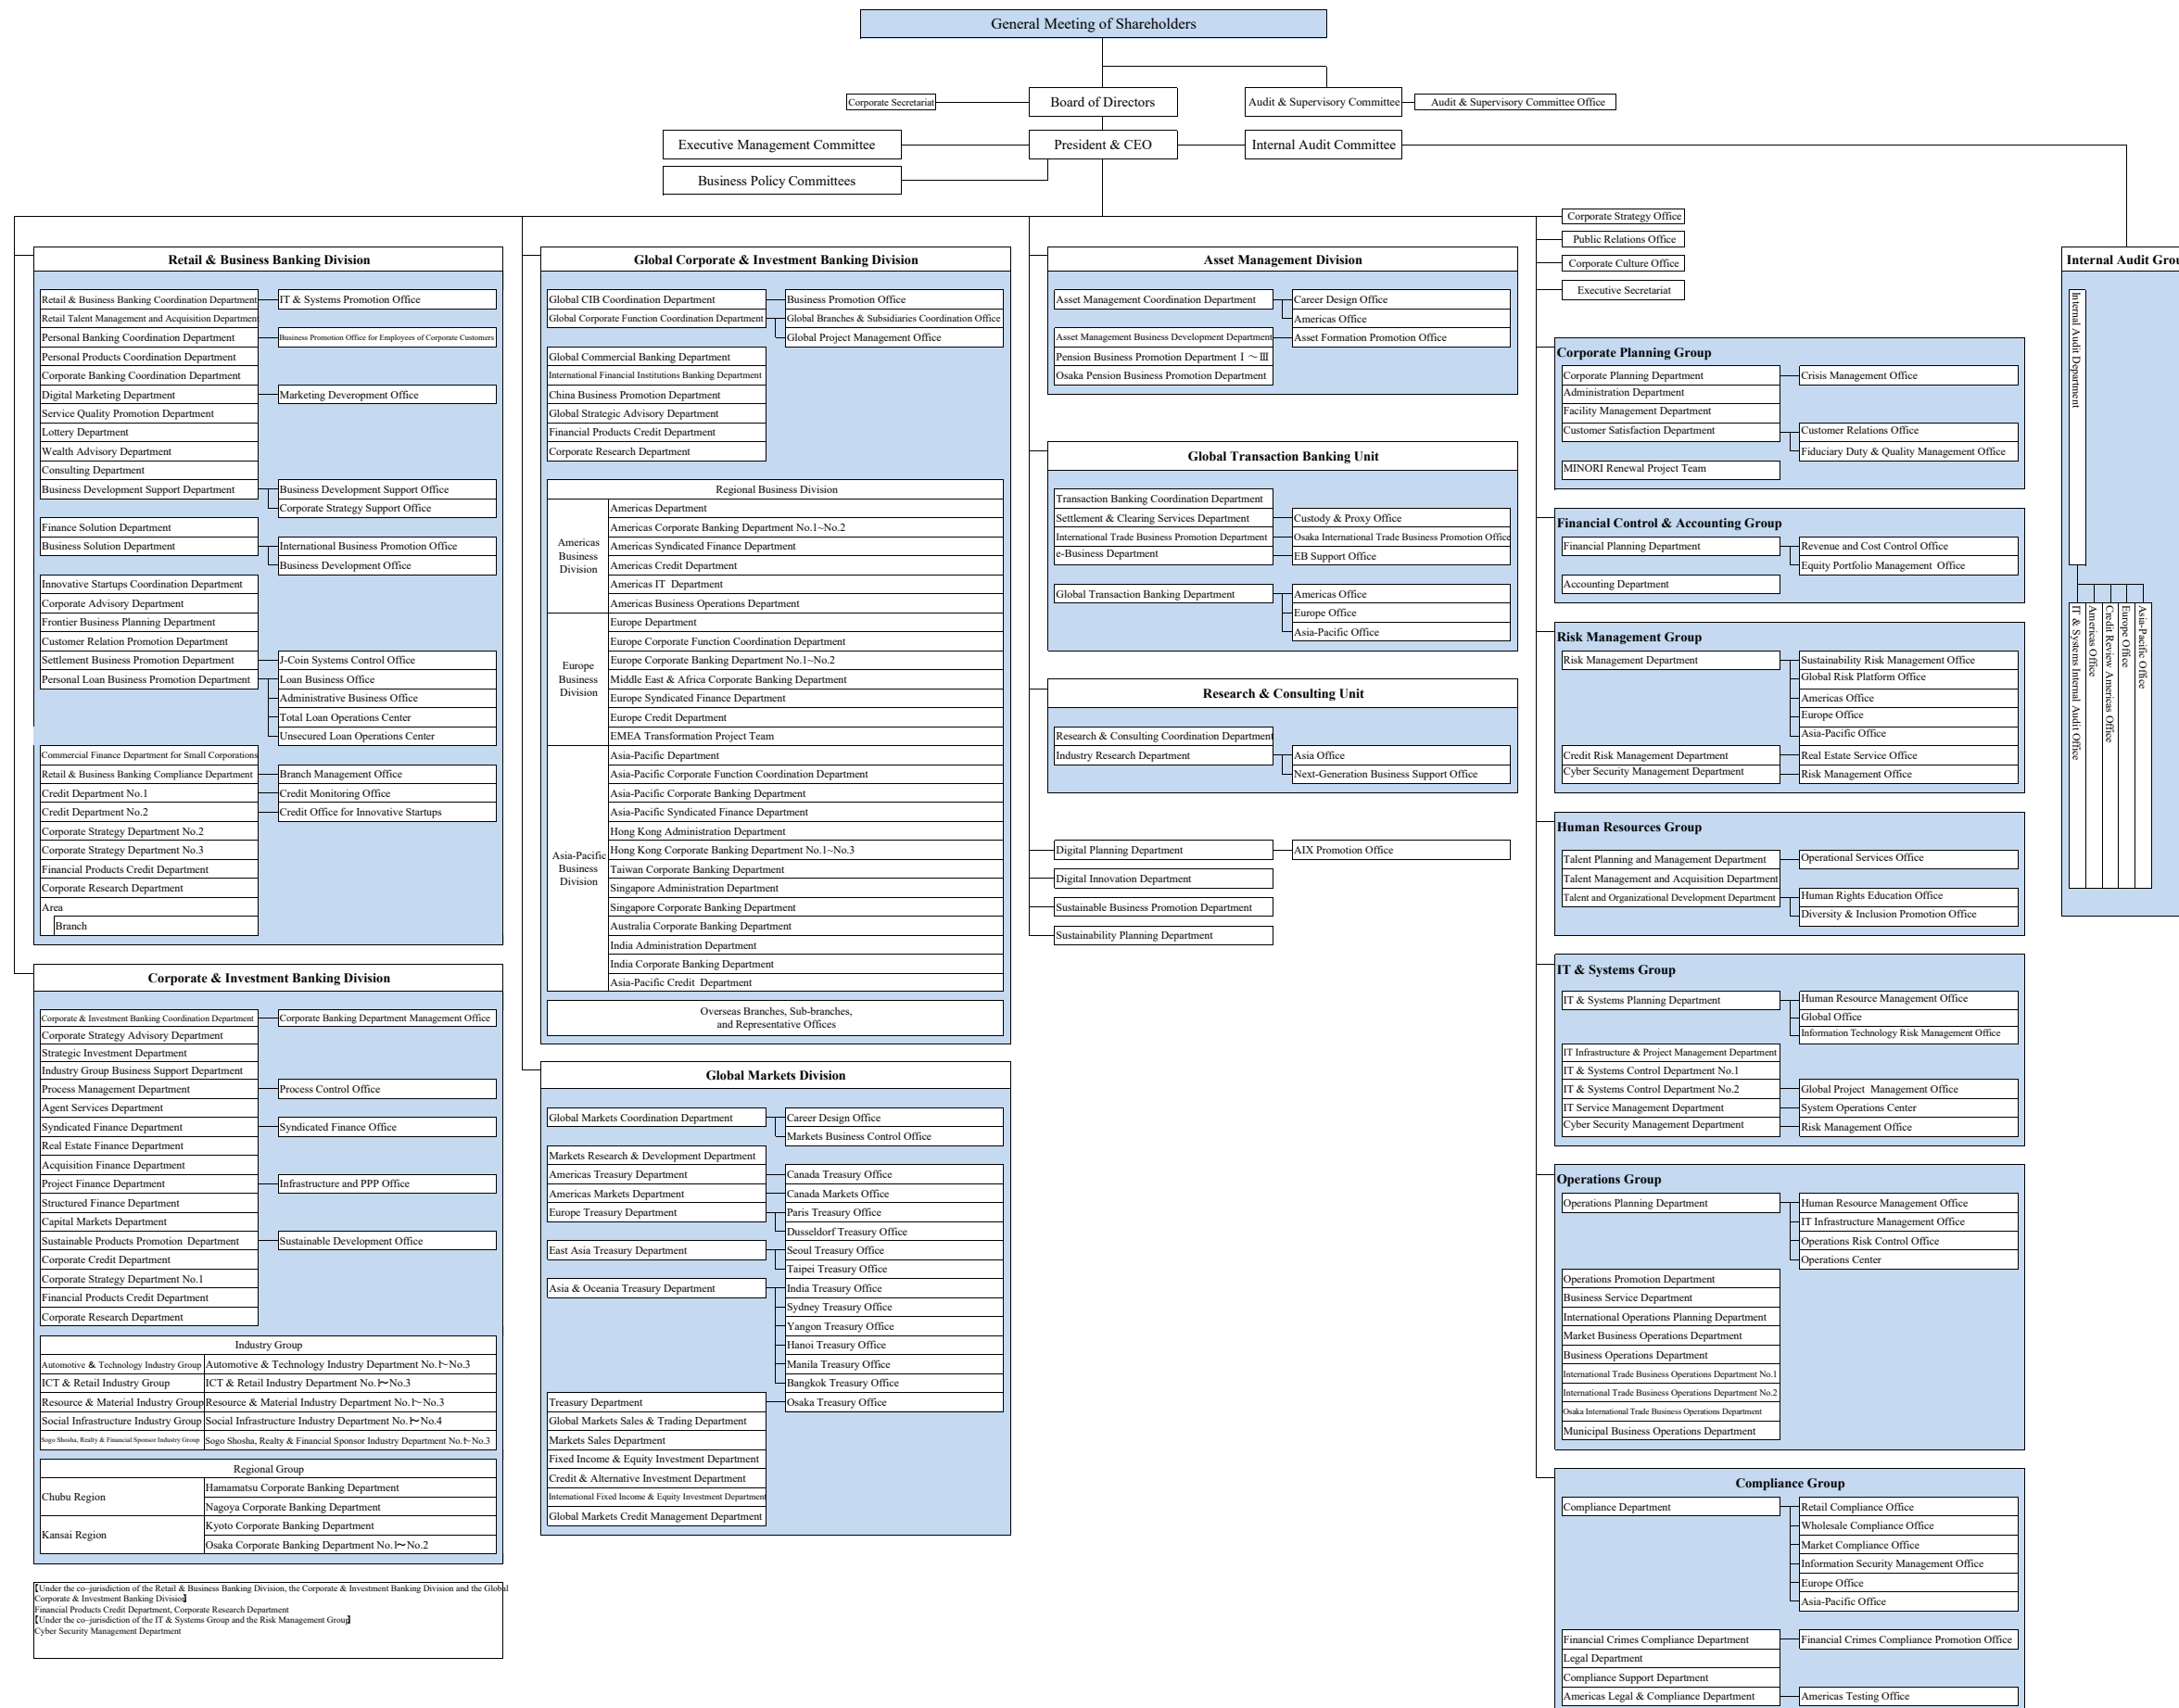 General Meeting of Shareholders
Corporate Secretariat
Board of Directors
Audit & Supervisory Committee
Audit & Supervisory Committee Office
Executive Management Committee
President & CEO
Internal Audit Committee
Business Policy Committees
Corporate Strategy Office
Public Relations Office
Corporate Culture Office
Executive Secretariat
Retail & Business Banking Division
Retail & Business Banking Coordination Department
IT & Systems Promotion Office
Retail Talent Management and Acquisition Department
Personal Banking Coordination Department
Business Promotion Office for Employees of Corporate Customers
Personal Products Coordination Department
Corporate Banking Coordination Department
Digital Marketing Department
Marketing Deveropment Office
Service Quality Promotion Department
Lottery Department
Wealth Advisory Department
Consulting Department
Business Development Support Department
Business Development Support Office
Corporate Strategy Support Office
Finance Solution Department
Business Solution Department
International Business Promotion Office
Business Development Office
Innovative Startups Coordination Department
Corporate Advisory Department
Frontier Business Planning Department
Customer Relation Promotion Department
Settlement Business Promotion Department
J-Coin Systems Control Office
Personal Loan Business Promotion Department
Loan Business Office
Administrative Business Office
Total Loan Operations Center
Unsecured Loan Operations Center
Commercial Finance Department for Small Corporations
Retail & Business Banking Compliance Department
Branch Management Office
Credit Department No.1
Credit Monitoring Office
Credit Department No.2
Credit Office for Innovative Startups
Corporate Strategy Department No.2
Corporate Strategy Department No.3
Financial Products Credit Department
Corporate Research Department
Area
Branch
Corporate & Investment Banking Division
Corporate & Investment Banking Coordination Department
Corporate Banking Department Management Office
Corporate Strategy Advisory Department
Strategic Investment Department
Industry Group Business Support Department
Process Management Department
Process Control Office
Agent Services Department
Syndicated Finance Department
Syndicated Finance Office
Real Estate Finance Department
Acquisition Finance Department
Project Finance Department
Infrastructure and PPP Office
Structured Finance Department
Capital Markets Department
Sustainable Products Promotion Department
Sustainable Development Office
Corporate Credit Department
Corporate Strategy Department No.1
Financial Products Credit Department
Corporate Research Department
Industry Group
Automotive & Technology Industry Group
Automotive & Technology Industry Department No.1~No.3
ICT & Retail Industry Group
ICT & Retail Industry Department No.1~No.3
Resource & Material Industry Group
Resource & Material Industry Department No.1~No.3
Social Infrastructure Industry Group
Social Infrastructure Industry Department No.1~No.4
Sogo Shosha, Realty & Financial Sponsor Industry Group
Sogo Shosha, Realty & Financial Sponsor Industry Department No.1~No.3
Regional Group
Chubu Region
Hamamatsu Corporate Banking Department
Nagoya Corporate Banking Department
Kansai Region
Kyoto Corporate Banking Department
Osaka Corporate Banking Department No.1~No.2
【Under the co-jurisdiction of the Retail & Business Banking Division, the Corporate & Investment Banking Division and the Global
Corporate & Investment Banking Division】
Financial Products Credit Department, Corporate Research Department
【Under the co-jurisdiction of the IT & Systems Group and the Risk Management Group】
Cyber Security Management Department
Global Corporate & Investment Banking Division
Global CIB Coordination Department
Business Promotion Office
Global Corporate Function Coordination Department
Global Branches & Subsidiaries Coordination Office
Global Project Management Office
Global Commercial Banking Department
International Financial Institutions Banking Department
China Business Promotion Department
Global Strategic Advisory Department
Financial Products Credit Department
Corporate Research Department
Regional Business Division
Americas
Business
Division
Americas Department
Americas Corporate Banking Department No.1~No.2
Americas Syndicated Finance Department
Americas Credit Department
Americas IT Department
Americas Business Operations Department
Europe
Business
Division
Europe Department
Europe Corporate Function Coordination Department
Europe Corporate Banking Department No.1~No.2
Middle East & Africa Corporate Banking Department
Europe Syndicated Finance Department
Europe Credit Department
EMEA Transformation Project Team
Asia-Pacific
Business
Division
Asia-Pacific Department
Asia-Pacific Corporate Function Coordination Department
Asia-Pacific Corporate Banking Department
Asia-Pacific Syndicated Finance Department
Hong Kong Administration Department
Hong Kong Corporate Banking Department No.1~No.3
Taiwan Corporate Banking Department
Singapore Administration Department
Singapore Corporate Banking Department
Australia Corporate Banking Department
India Administration Department
India Corporate Banking Department
Asia-Pacific Credit Department
Overseas Branches, Sub-branches,
and Representative Offices
Global Markets Division
Global Markets Coordination Department
Career Design Office
Markets Business Control Office
Markets Research & Development Department
Americas Treasury Department
Canada Treasury Office
Americas Markets Department
Canada Markets Office
Europe Treasury Department
Paris Treasury Office
Dusseldorf Treasury Office
East Asia Treasury Department
Seoul Treasury Office
Taipei Treasury Office
Asia & Oceania Treasury Department
India Treasury Office
Sydney Treasury Office
Yangon Treasury Office
Hanoi Treasury Office
Manila Treasury Office
Bangkok Treasury Office
Treasury Department
Osaka Treasury Office
Global Markets Sales & Trading Department
Markets Sales Department
Fixed Income & Equity Investment Department
Credit & Alternative Investment Department
International Fixed Income & Equity Investment Department
Global Markets Credit Management Department
Asset Management Division
Asset Management Coordination Department
Career Design Office
Americas Office
Asset Management Business Development Department
Asset Formation Promotion Office
Pension Business Promotion Department Ⅰ～Ⅲ
Osaka Pension Business Promotion Department
Global Transaction Banking Unit
Transaction Banking Coordination Department
Settlement & Clearing Services Department
Custody & Proxy Office
International Trade Business Promotion Department
Osaka International Trade Business Promotion Office
e-Business Department
EB Support Office
Global Transaction Banking Department
Americas Office
Europe Office
Asia-Pacific Office
Research & Consulting Unit
Research & Consulting Coordination Department
Industry Research Department
Asia Office
Next-Generation Business Support Office
Digital Planning Department
AIX Promotion Office
Digital Innovation Department
Sustainable Business Promotion Department
Sustainability Planning Department
Corporate Planning Group
Corporate Planning Department
Crisis Management Office
Administration Department
Facility Management Department
Customer Satisfaction Department
Customer Relations Office
Fiduciary Duty & Quality Management Office
MINORI Renewal Project Team
Financial Control & Accounting Group
Financial Planning Department
Revenue and Cost Control Office
Equity Portfolio Management Office
Accounting Department
Risk Management Group
Risk Management Department
Sustainability Risk Management Office
Global Risk Platform Office
Americas Office
Europe Office
Asia-Pacific Office
Credit Risk Management Department
Real Estate Service Office
Cyber Security Management Department
Risk Management Office
Human Resources Group
Talent Planning and Management Department
Operational Services Office
Talent Management and Acquisition Department
Talent and Organizational Development Department
Human Rights Education Office
Diversity & Inclusion Promotion Office
IT & Systems Group
IT & Systems Planning Department
Human Resource Management Office
Global Office
Information Technology Risk Management Office
IT Infrastructure & Project Management Department
IT & Systems Control Department No.1
IT & Systems Control Department No.2
Global Project Management Office
IT Service Management Department
System Operations Center
Cyber Security Management Department
Risk Management Office
Operations Group
Operations Planning Department
Human Resource Management Office
IT Infrastructure Management Office
Operations Risk Control Office
Operations Center
Operations Promotion Department
Business Service Department
International Operations Planning Department
Market Business Operations Department
Business Operations Department
International Trade Business Operations Department No.1
International Trade Business Operations Department No.2
Osaka International Trade Business Operations Department
Municipal Business Operations Department
Compliance Group
Compliance Department
Retail Compliance Office
Wholesale Compliance Office
Market Compliance Office
Information Security Management Office
Europe Office
Asia-Pacific Office
Financial Crimes Compliance Department
Financial Crimes Compliance Promotion Office
Legal Department
Compliance Support Department
Americas Legal & Compliance Department
Americas Testing Office
Internal Audit Grou
Internal Audit Department
IT & Systems Internal Audit Office
Americas Office
Credit Review Americas Office
Europe Office
Asia-Pacific Office